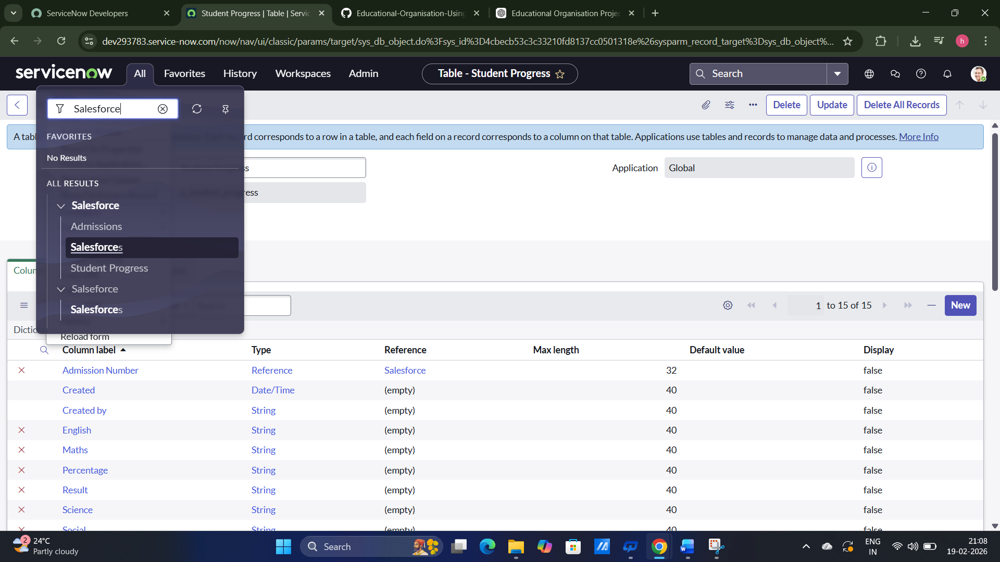 ServiceNow Developers
Student Progress | Table | Servic
Educational-Organisation-Using
Educational Organisation Projec
dev293783.service-now.com/now/nav/ui/classic/params/target/sys_db_object.do%3Fsys_id%3D4cbecb53c3c33210fd8137cc0501318e%26sysparm_record_target%3Dsys_db_object%...
h
servicenow
All
Favorites
History
Workspaces
Admin
Table - Student Progress
Search
Salesforce
Delete
Update
Delete All Records
A tabl
rd corresponds to a row in a table, and each field on a record corresponds to a column on that table. Applications use tables and records to manage data and processes. More Info
FAVORITES
No Results
Application
Global
ALL RESULTS
Salesforce
Admissions
Salesforces
Student Progress
Salseforce
Salesforces
Colum
1 to 15 of 15
New
Dictio
Reload form
Column label
Type
Reference
Max length
Default value
Display
Admission Number
Reference
Salesforce
32
false
Created
Date/Time
(empty)
40
false
Created by
String
(empty)
40
false
English
String
(empty)
40
false
Maths
String
(empty)
40
false
Percentage
String
(empty)
40
false
Result
String
(empty)
40
false
Science
String
(empty)
40
false
Social
String
(empty)
40
false
2
24°C
Partly cloudy
Search
ENG
IN
21:08
19-02-2026